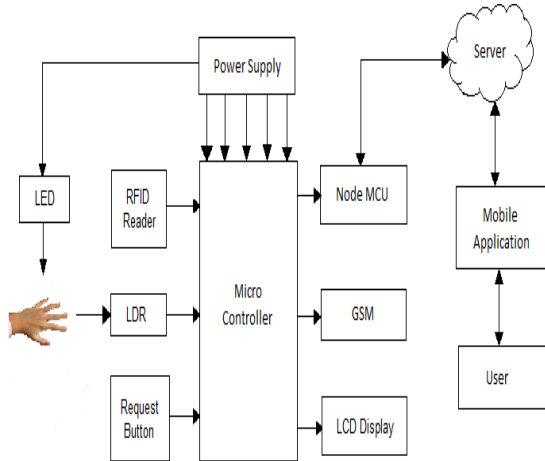 Power Supply
Server
LED
RFID
Reader
Node MCU
Mobile
Application
Micro
Controller
LDR
GSM
Request
Button
LCD Display
User